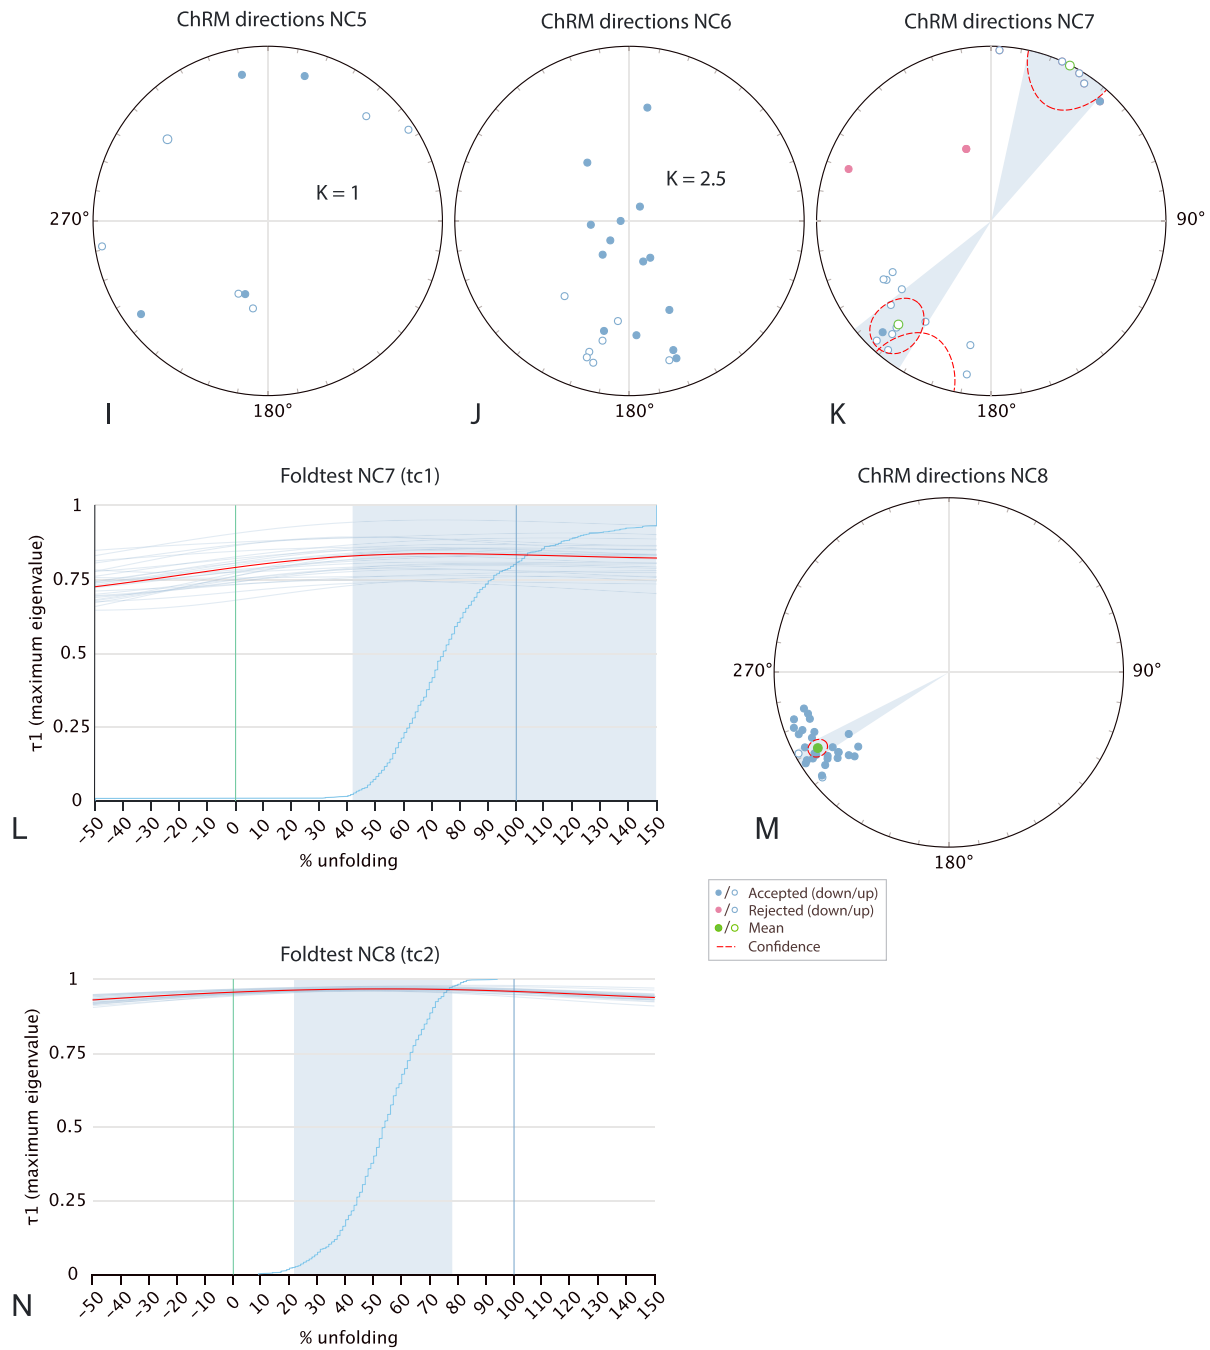 ChRM directions NC5
ChRM directions NC6
ChRM directions NC7
K = 1
K = 2.5
270°
90°
180°
180°
180°
I
J
K
Foldtest NC7 (tc1)
ChRM directions NC8
τ1 (maximum eigenvalue)
1
0.75
0.5
0.25
0
-50 -40 -30 -20 -10 0 10 20 30 40 50 60 70 80 90 100 110 120 130 140 150
% unfolding
L
270°
90°
180°
M
●/○ Accepted (down/up)
●/○ Rejected (down/up)
●/○ Mean
Confidence
Foldtest NC8 (tc2)
τ1 (maximum eigenvalue)
1
0.75
0.5
0.25
0
-50 -40 -30 -20 -10 0 10 20 30 40 50 60 70 80 90 100 110 120 130 140 150
% unfolding
N